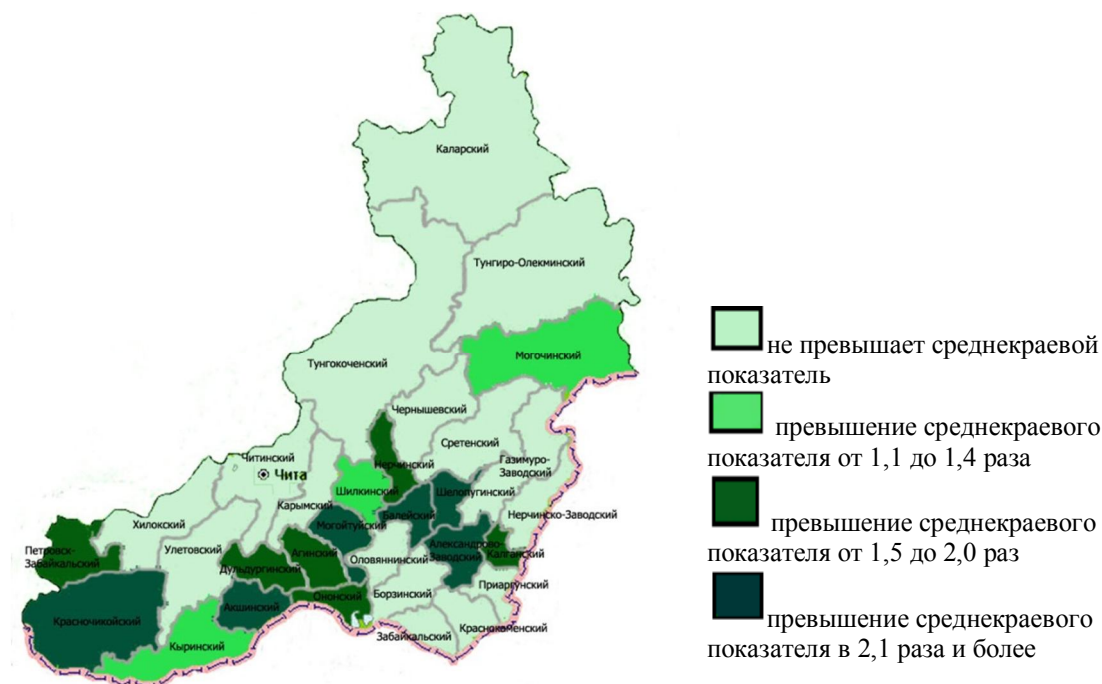 Каларский
Тунгиро-Олекминский
Могочинский
Тунгокоченский
Чернышевский
Сретенский
Газимуро-
Заводский
Читинский
Чита
Нерчинский
Шилкинский
Шелопугинский
Карымский
Балейский
Нерчинско-Заводский
Могойтуйский
Хилокский
Улетовский
Петровск-
Забайкальский
Агинский
Александрово-
Заводский
Калганский
Оловяннинский
Дульдургинский
Приаргунский
Ононский
Борзинский
Акшинский
Красночикойский
Краснокаменский
Забайкальский
Кыринский
не превышает среднекраевой
показатель
превышение среднекраевого
показателя от 1,1 до 1,4 раза
превышение среднекраевого
показателя от 1,5 до 2,0 раз
превышение среднекраевого
показателя в 2,1 раза и более